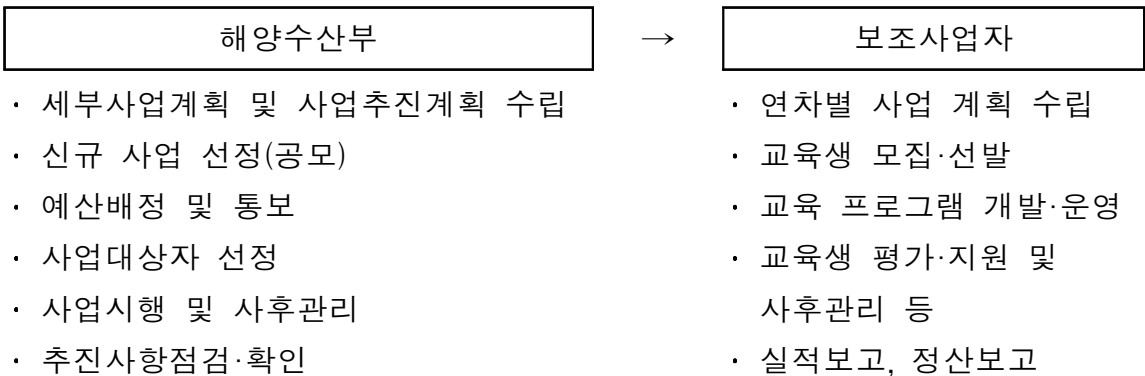 해양수산부
→
보조사업자
· 세부사업계획 및 사업추진계획 수립
· 신규 사업 선정(공모)
· 예산배정 및 통보
· 사업대상자 선정
· 사업시행 및 사후관리
· 추진사항점검·확인
· 연차별 사업 계획 수립
· 교육생 모집·선발
· 교육 프로그램 개발·운영
· 교육생 평가·지원 및
사후관리 등
· 실적보고, 정산보고